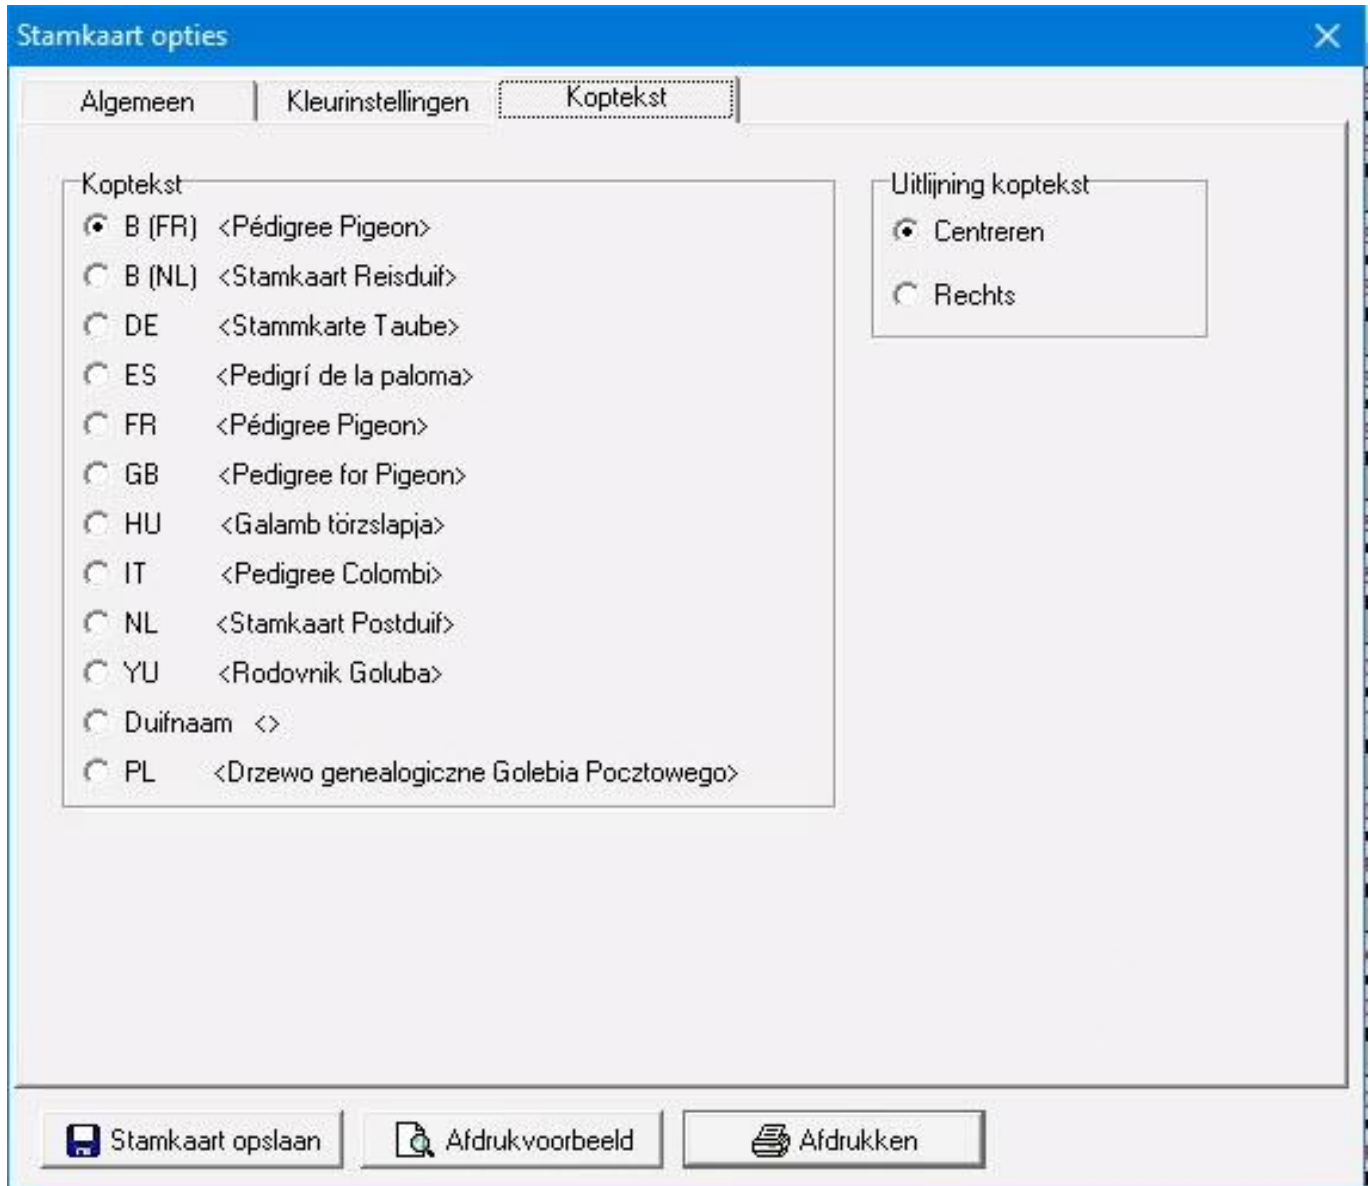 Stamkaart opties
Algemeen Kleurinstellingen Koptekst
Koptekst
B (FR) <Pédigree Pigeon>
B (NL) <Stamkaart Reisduif>
DE <Stammkarte Taube>
ES <Pedigrí de la paloma>
FR <Pédigree Pigeon>
GB <Pedigree for Pigeon>
HU <Galamb törzslapja>
IT <Pedigree Colombi>
NL <Stamkaart Postduif>
YU <Rodovnik Goluba>
Duifnaam <>
PL <Drzewo genealogiczne Golebia Pocztowego>
Uitlijning koptekst
Centreren
Rechts
Stamkaart opslaan Afdrukvoorbeeld Afdrukken